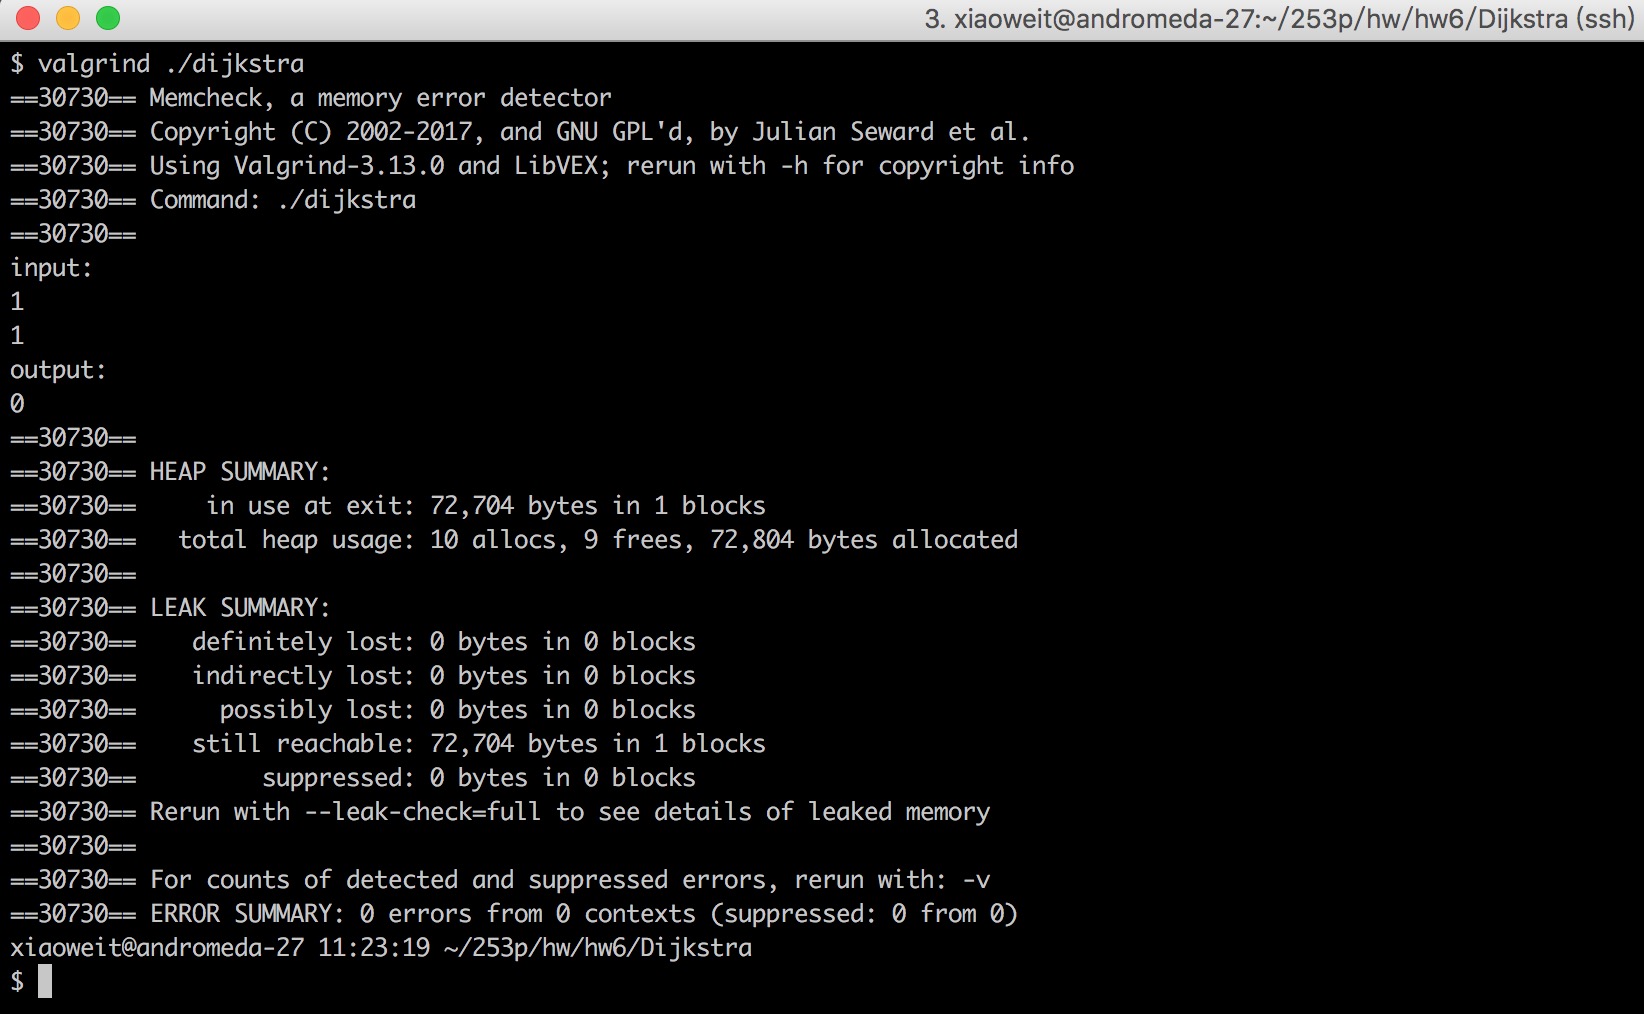 3. xiaoweit@andromeda-27:~/253p/hw/hw6/Dijkstra (ssh)
$ valgrind ./dijkstra
==30730== Memcheck, a memory error detector
==30730== Copyright (C) 2002-2017, and GNU GPL'd, by Julian Seward et al.
==30730== Using Valgrind-3.13.0 and LibVEX; rerun with -h for copyright info
==30730== Command: ./dijkstra
==30730==
input:
1
1
output:
0
==30730==
==30730== HEAP SUMMARY:
==30730==     in use at exit: 72,704 bytes in 1 blocks
==30730==   total heap usage: 10 allocs, 9 frees, 72,804 bytes allocated
==30730==
==30730== LEAK SUMMARY:
==30730==    definitely lost: 0 bytes in 0 blocks
==30730==    indirectly lost: 0 bytes in 0 blocks
==30730==      possibly lost: 0 bytes in 0 blocks
==30730==    still reachable: 72,704 bytes in 1 blocks
==30730==         suppressed: 0 bytes in 0 blocks
==30730== Rerun with --leak-check=full to see details of leaked memory
==30730==
==30730== For counts of detected and suppressed errors, rerun with: -v
==30730== ERROR SUMMARY: 0 errors from 0 contexts (suppressed: 0 from 0)
xiaoweit@andromeda-27 11:23:19 ~/253p/hw/hw6/Dijkstra
$